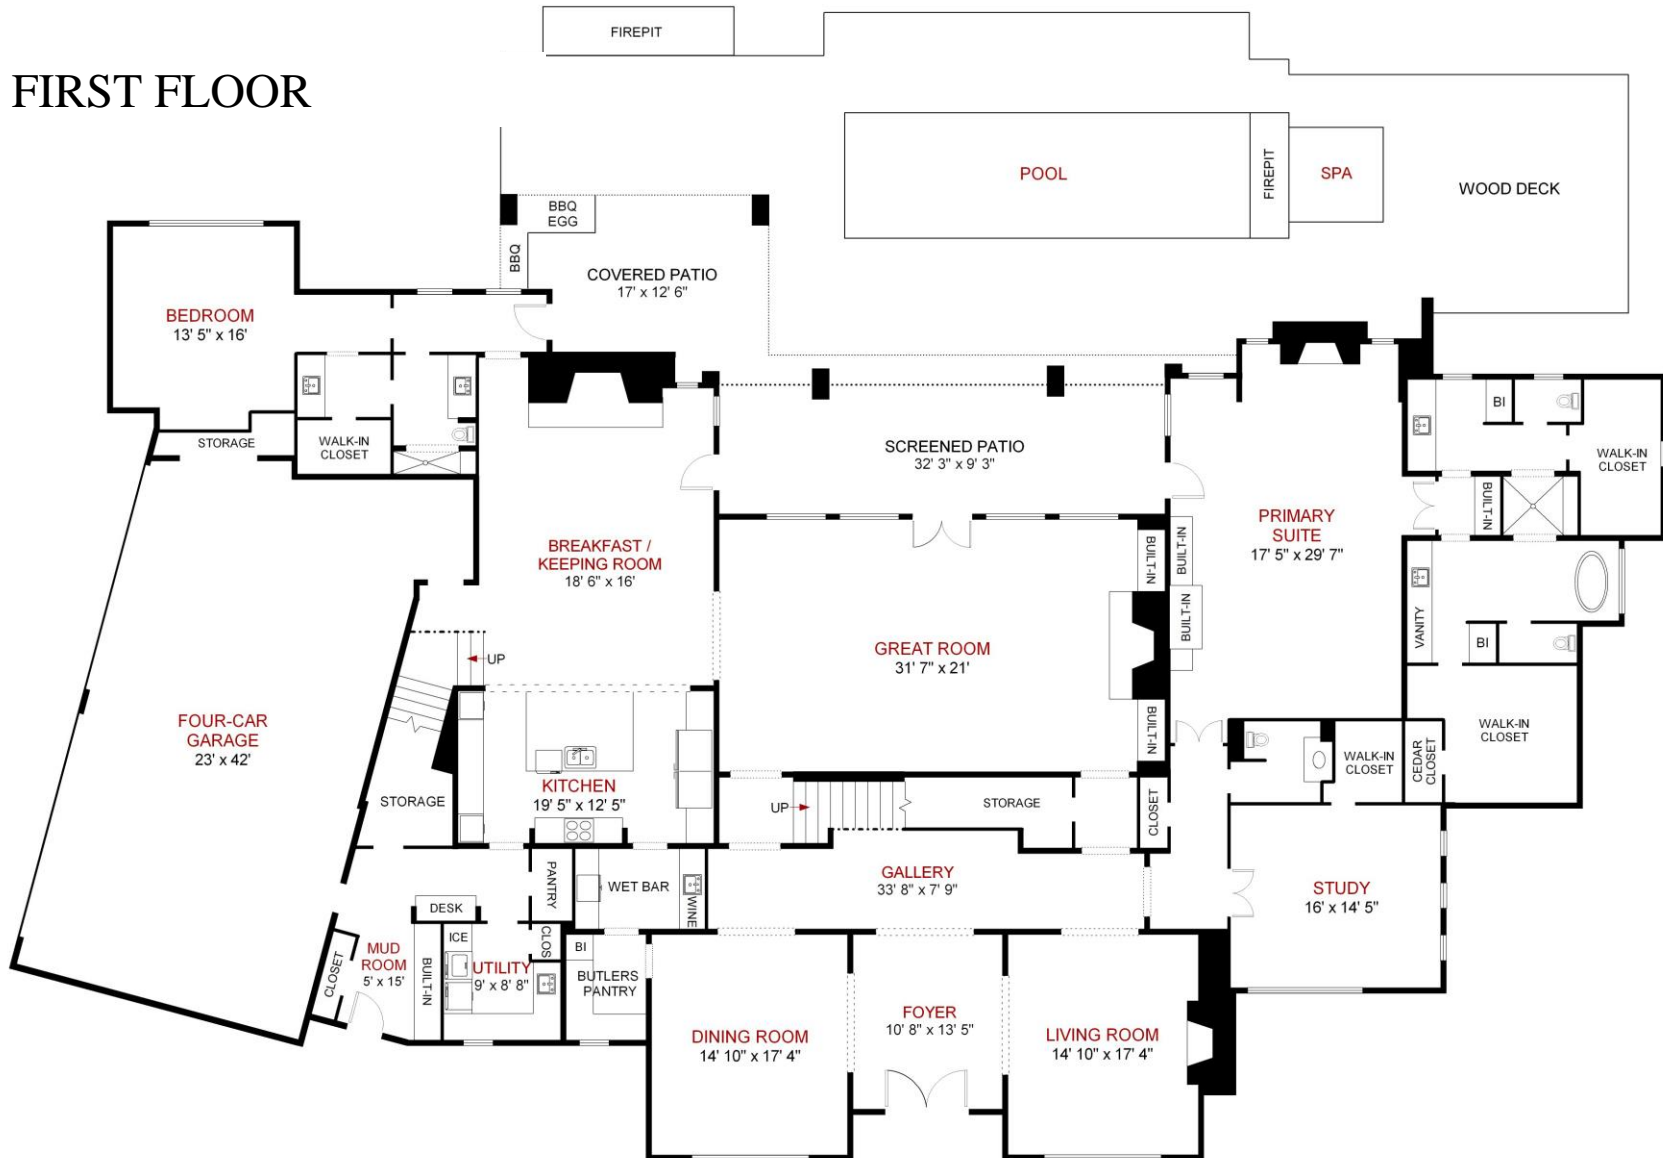 FIREPIT
FIRST FLOOR
POOL
FIREPIT
SPA
WOOD DECK
BBQ
EGG
BBQ
COVERED PATIO
17' x 12' 6"
BEDROOM
13' 5" x 16'
STORAGE
WALK-IN
CLOSET
SCREENED PATIO
32' 3" x 9' 3"
BI
WALK-IN
CLOSET
BUILT-IN
PRIMARY
SUITE
17' 5" x 29' 7"
BREAKFAST /
KEEPING ROOM
18' 6" x 16'
BUILT-IN
BUILT-IN
BUILT-IN
VANITY
BI
GREAT ROOM
31' 7" x 21'
UP
FOUR-CAR
GARAGE
23' x 42'
BUILT-IN
WALK-IN
CLOSET
WALK-IN
CLOSET
CEDAR
CLOSET
KITCHEN
19' 5" x 12' 5"
STORAGE
UP
STORAGE
CLOSET
GALLERY
33' 8" x 7' 9"
PANTRY
WET BAR
WINE
STUDY
16' x 14' 5"
DESK
ICE
CLOS
BI
MUD
ROOM
5' x 15'
CLOSET
BUILT-IN
UTILITY
9' x 8' 8"
BUTLERS
PANTRY
FOYER
10' 8" x 13' 5"
DINING ROOM
14' 10" x 17' 4"
LIVING ROOM
14' 10" x 17' 4"